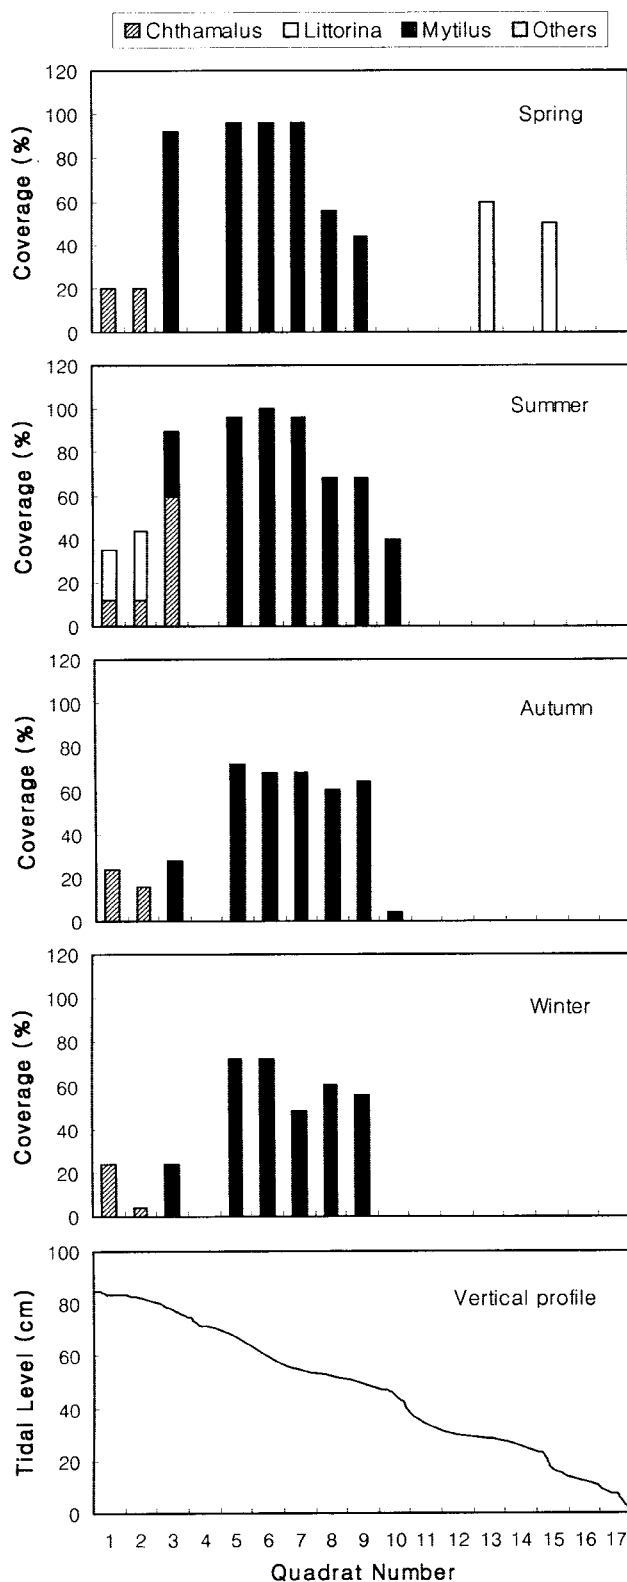 Chthamalus Littorina Mytilus Others
120
100
80
60
40
20
0
Coverage (%)
Spring
120
100
80
60
40
20
0
Coverage (%)
Summer
120
100
80
60
40
20
0
Coverage (%)
Autumn
120
100
80
60
40
20
0
Coverage (%)
Winter
100
80
60
40
20
0
Tidal Level (cm)
Vertical profile
1 2 3 4 5 6 7 8 9 10 11 12 13 14 15 16 17
Quadrat Number